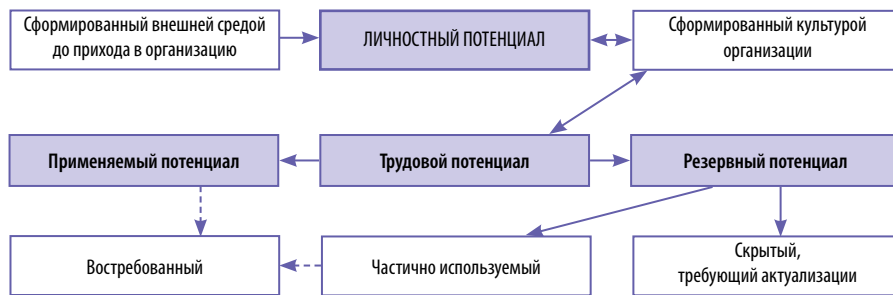 Сформированный внешней средой
до прихода в организацию
ЛИЧНОСТНЫЙ ПОТЕНЦИАЛ
Сформированный культурой
организации
Применяемый потенциал
Трудовой потенциал
Резервный потенциал
Востребованный
Частично используемый
Скрытый,
требующий актуализации